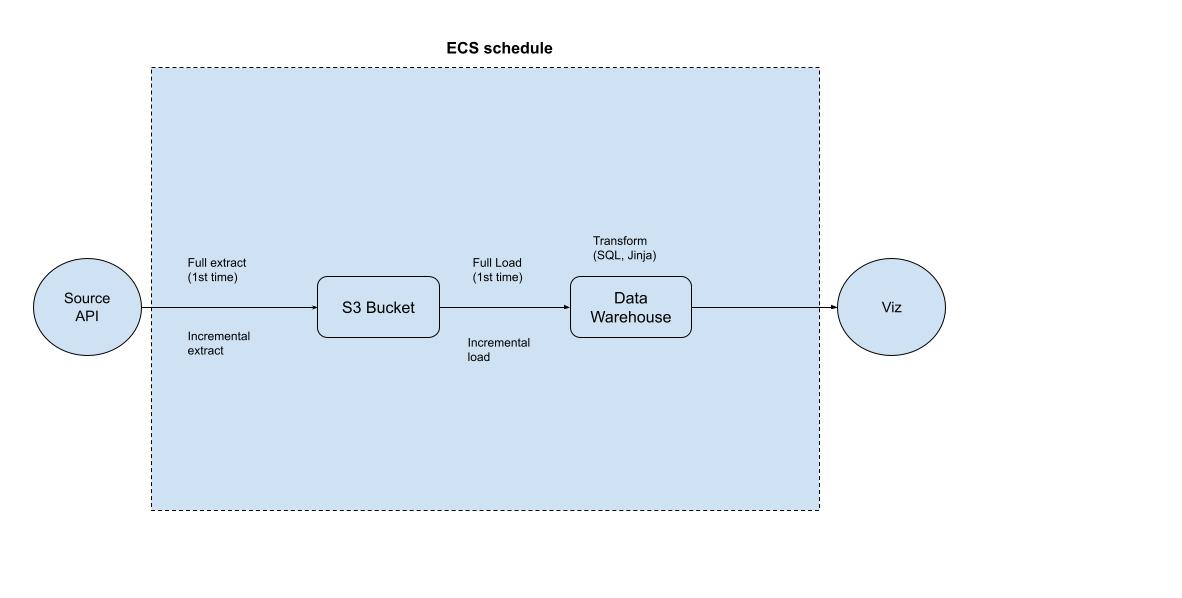 ECS schedule
Transform
(SQL, Jinja)
Full extract
(1st time)
Full Load
(1st time)
Source
API
S3 Bucket
Data
Warehouse
Viz
Incremental
extract
Incremental
load